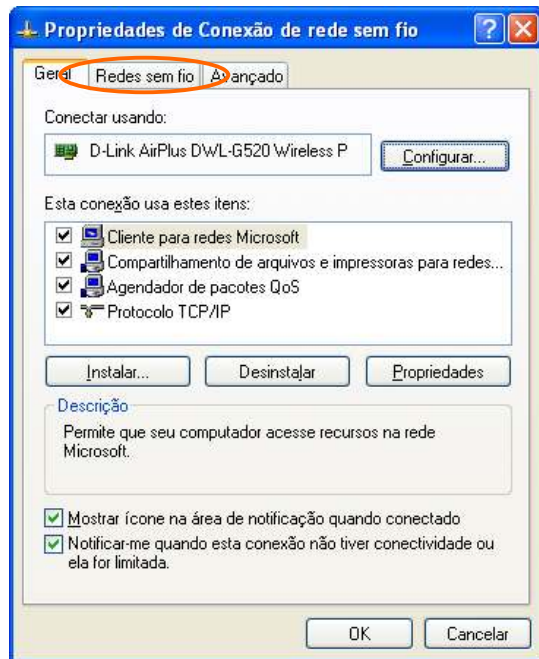 Propriedades de Conexão de rede sem fio
Geral Redes sem fio Avançado
Conectar usando:
D-Link AirPlus DWL-G520 Wireless P
Configurar...
Esta conexão usa estes itens:
Cliente para redes Microsoft
Compartilhamento de arquivos e impressoras para redes...
Agendador de pacotes QoS
Protocolo TCP/IP
Instalar... Desinstalar Propriedades
Descrição
Permite que seu computador acesse recursos na rede
Microsoft.
Mostrar ícone na área de notificação quando conectado
Notificar-me quando esta conexão não tiver conectividade ou
ela for limitada.
OK Cancelar